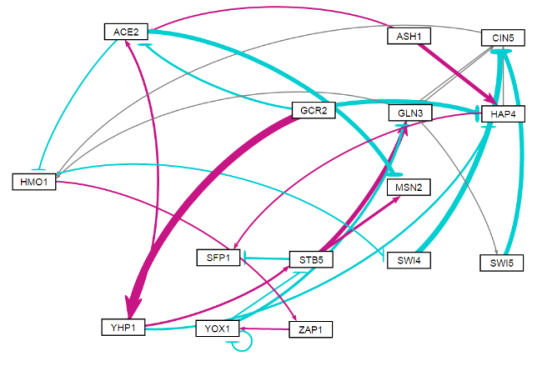 ACE2
ASH1
CIN5
GCR2
GLN3
HAP4
HMO1
MSN2
SFP1
STB5
SWI4
SWI5
YHP1
YOX1
ZAP1